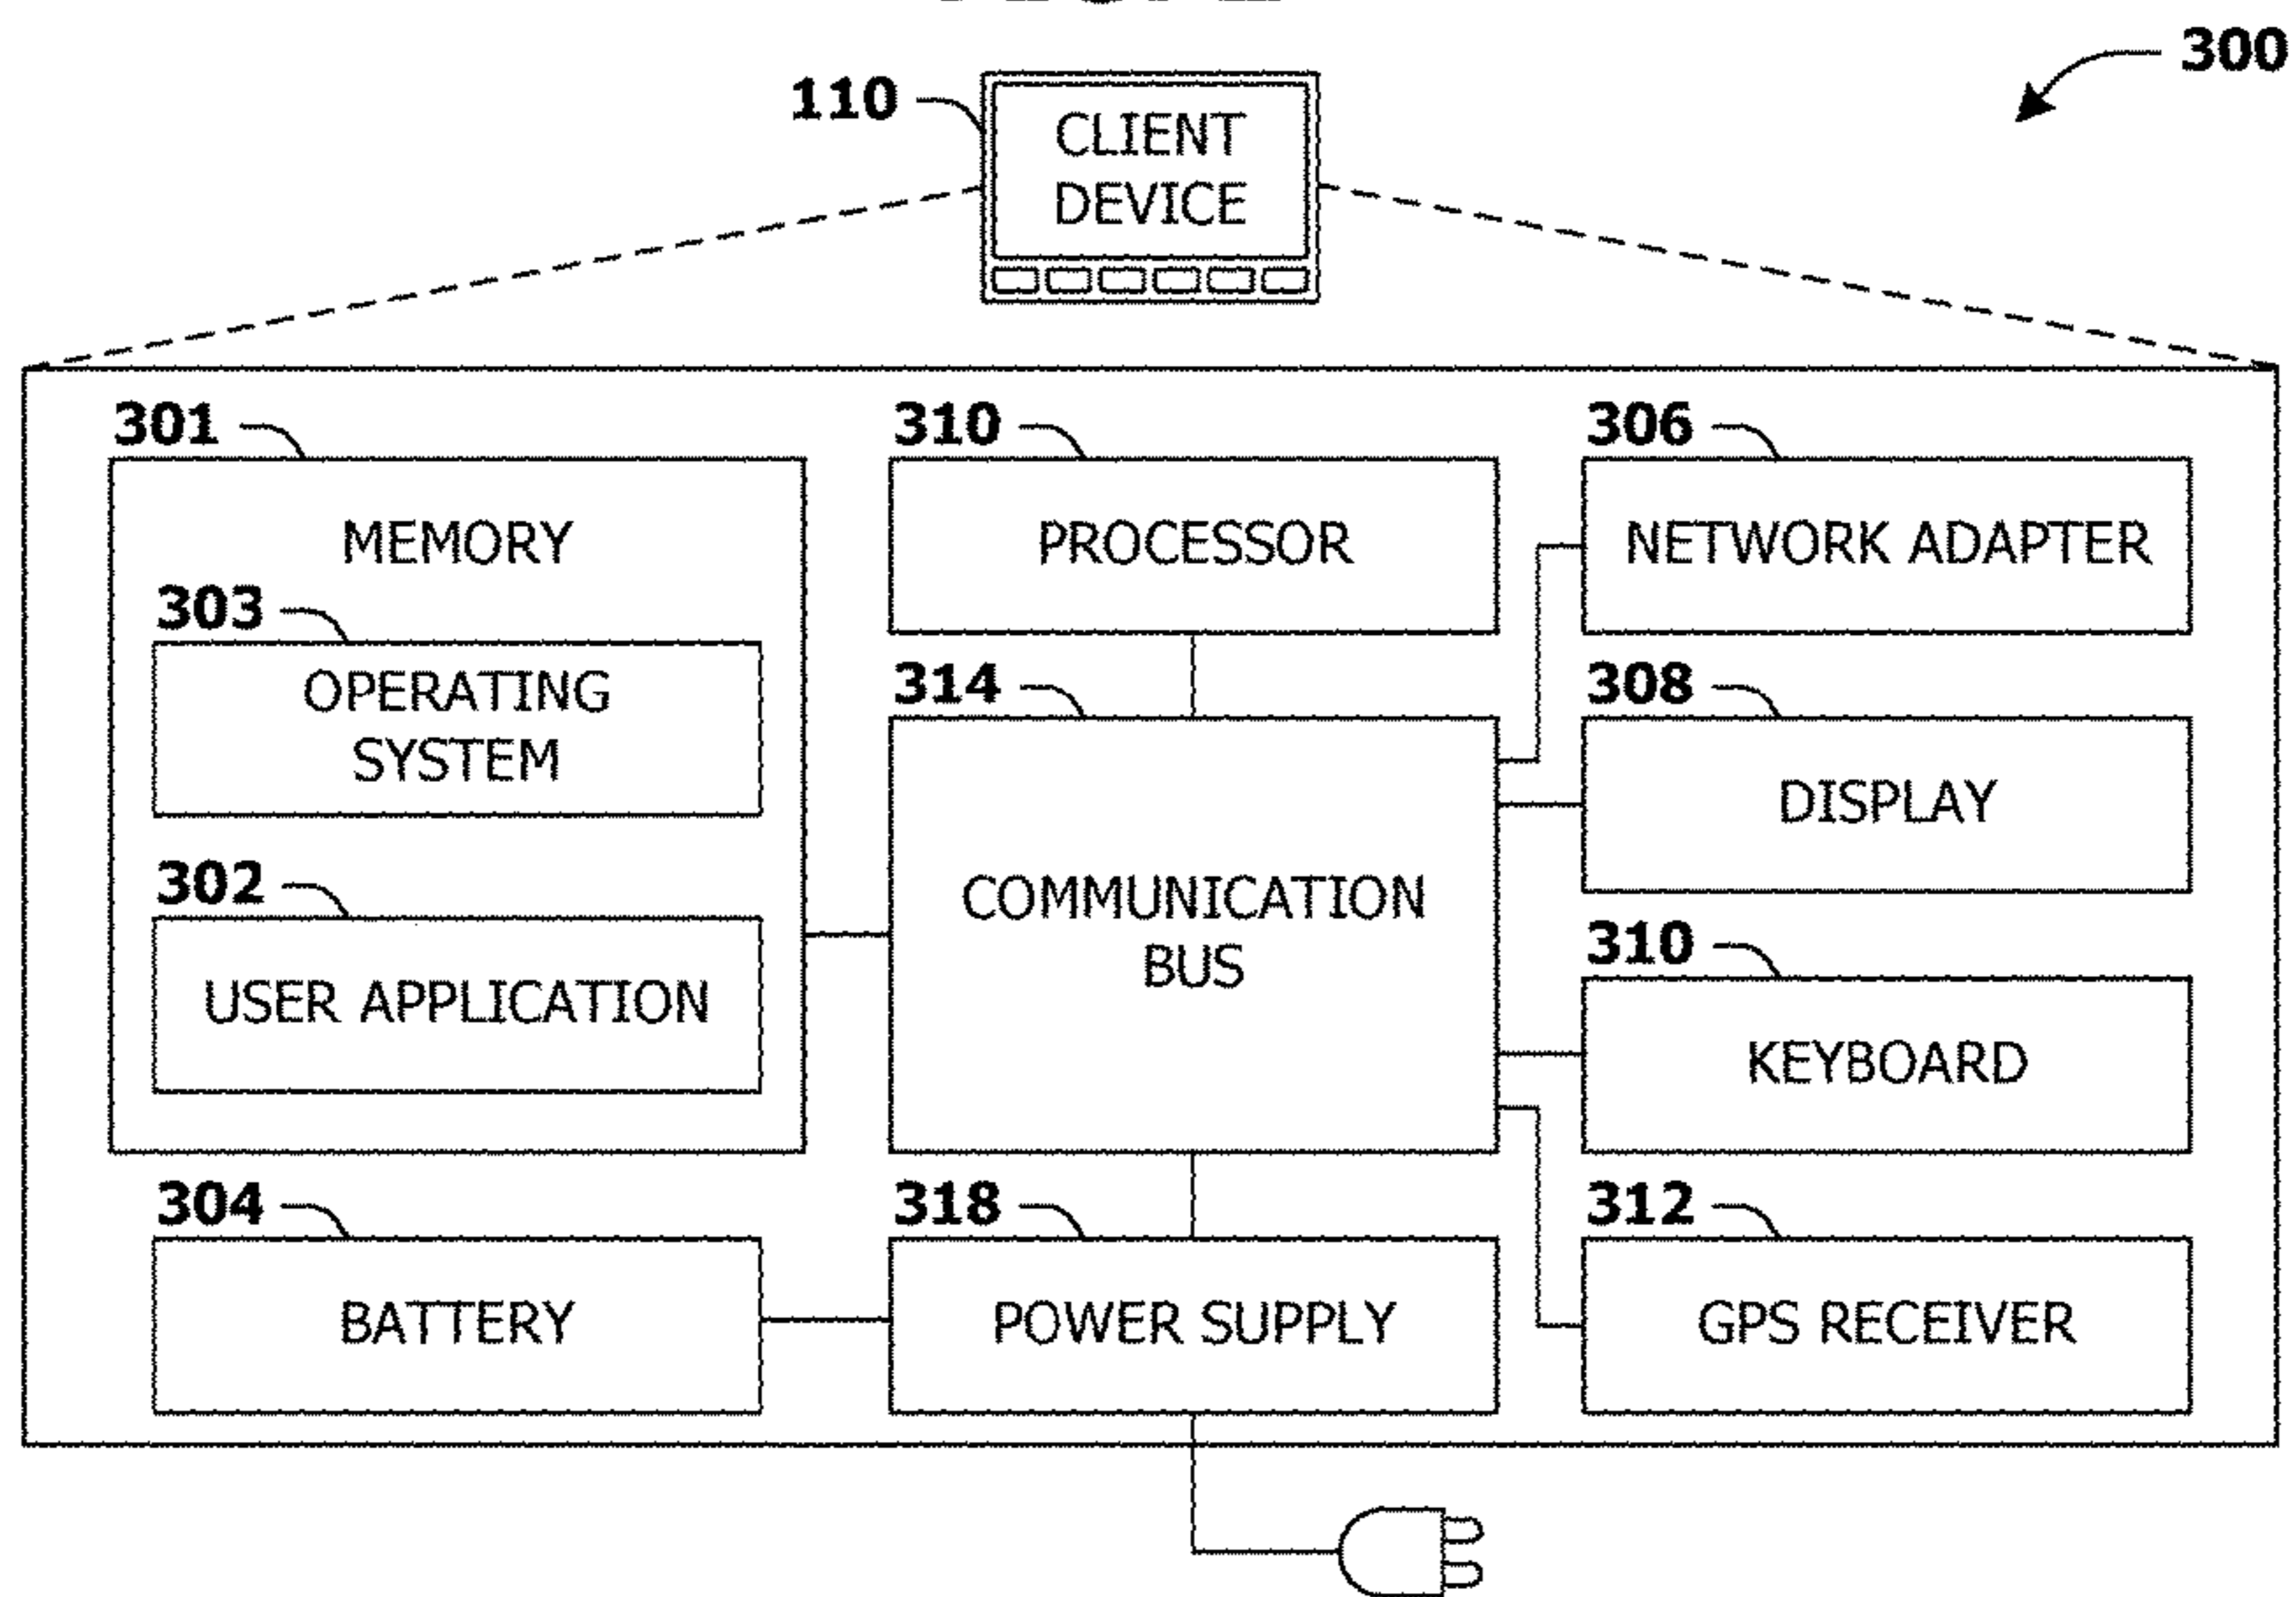 300
110
CLIENT
DEVICE
301
310
306
MEMORY
PROCESSOR
NETWORK ADAPTER
303
OPERATING
SYSTEM
314
308
COMMUNICATION
BUS
DISPLAY
302
USER APPLICATION
310
KEYBOARD
304
318
312
BATTERY
POWER SUPPLY
GPS RECEIVER